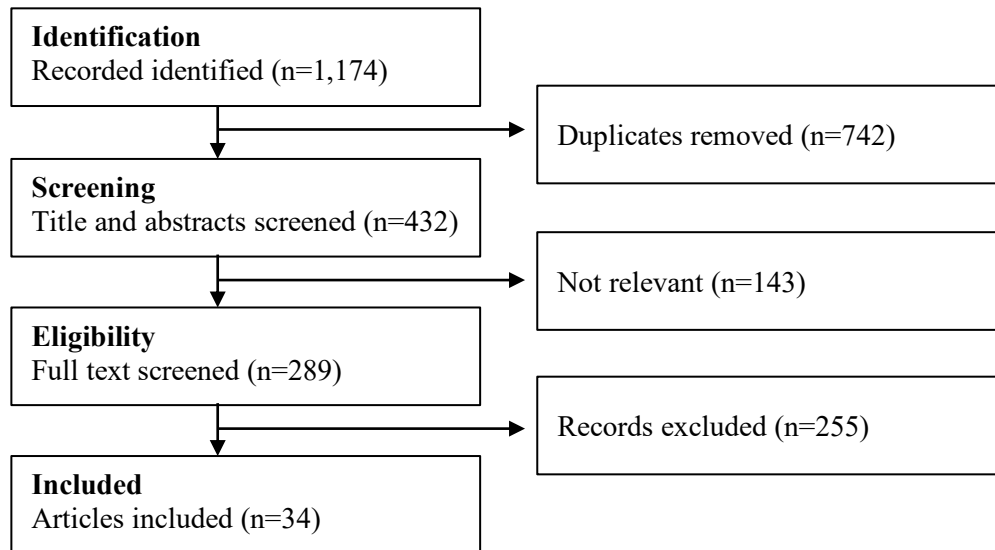 Identification
Recorded identified (n=1,174)
Duplicates removed (n=742)
Screening
Title and abstracts screened (n=432)
Not relevant (n=143)
Eligibility
Full text screened (n=289)
Records excluded (n=255)
Included
Articles included (n=34)